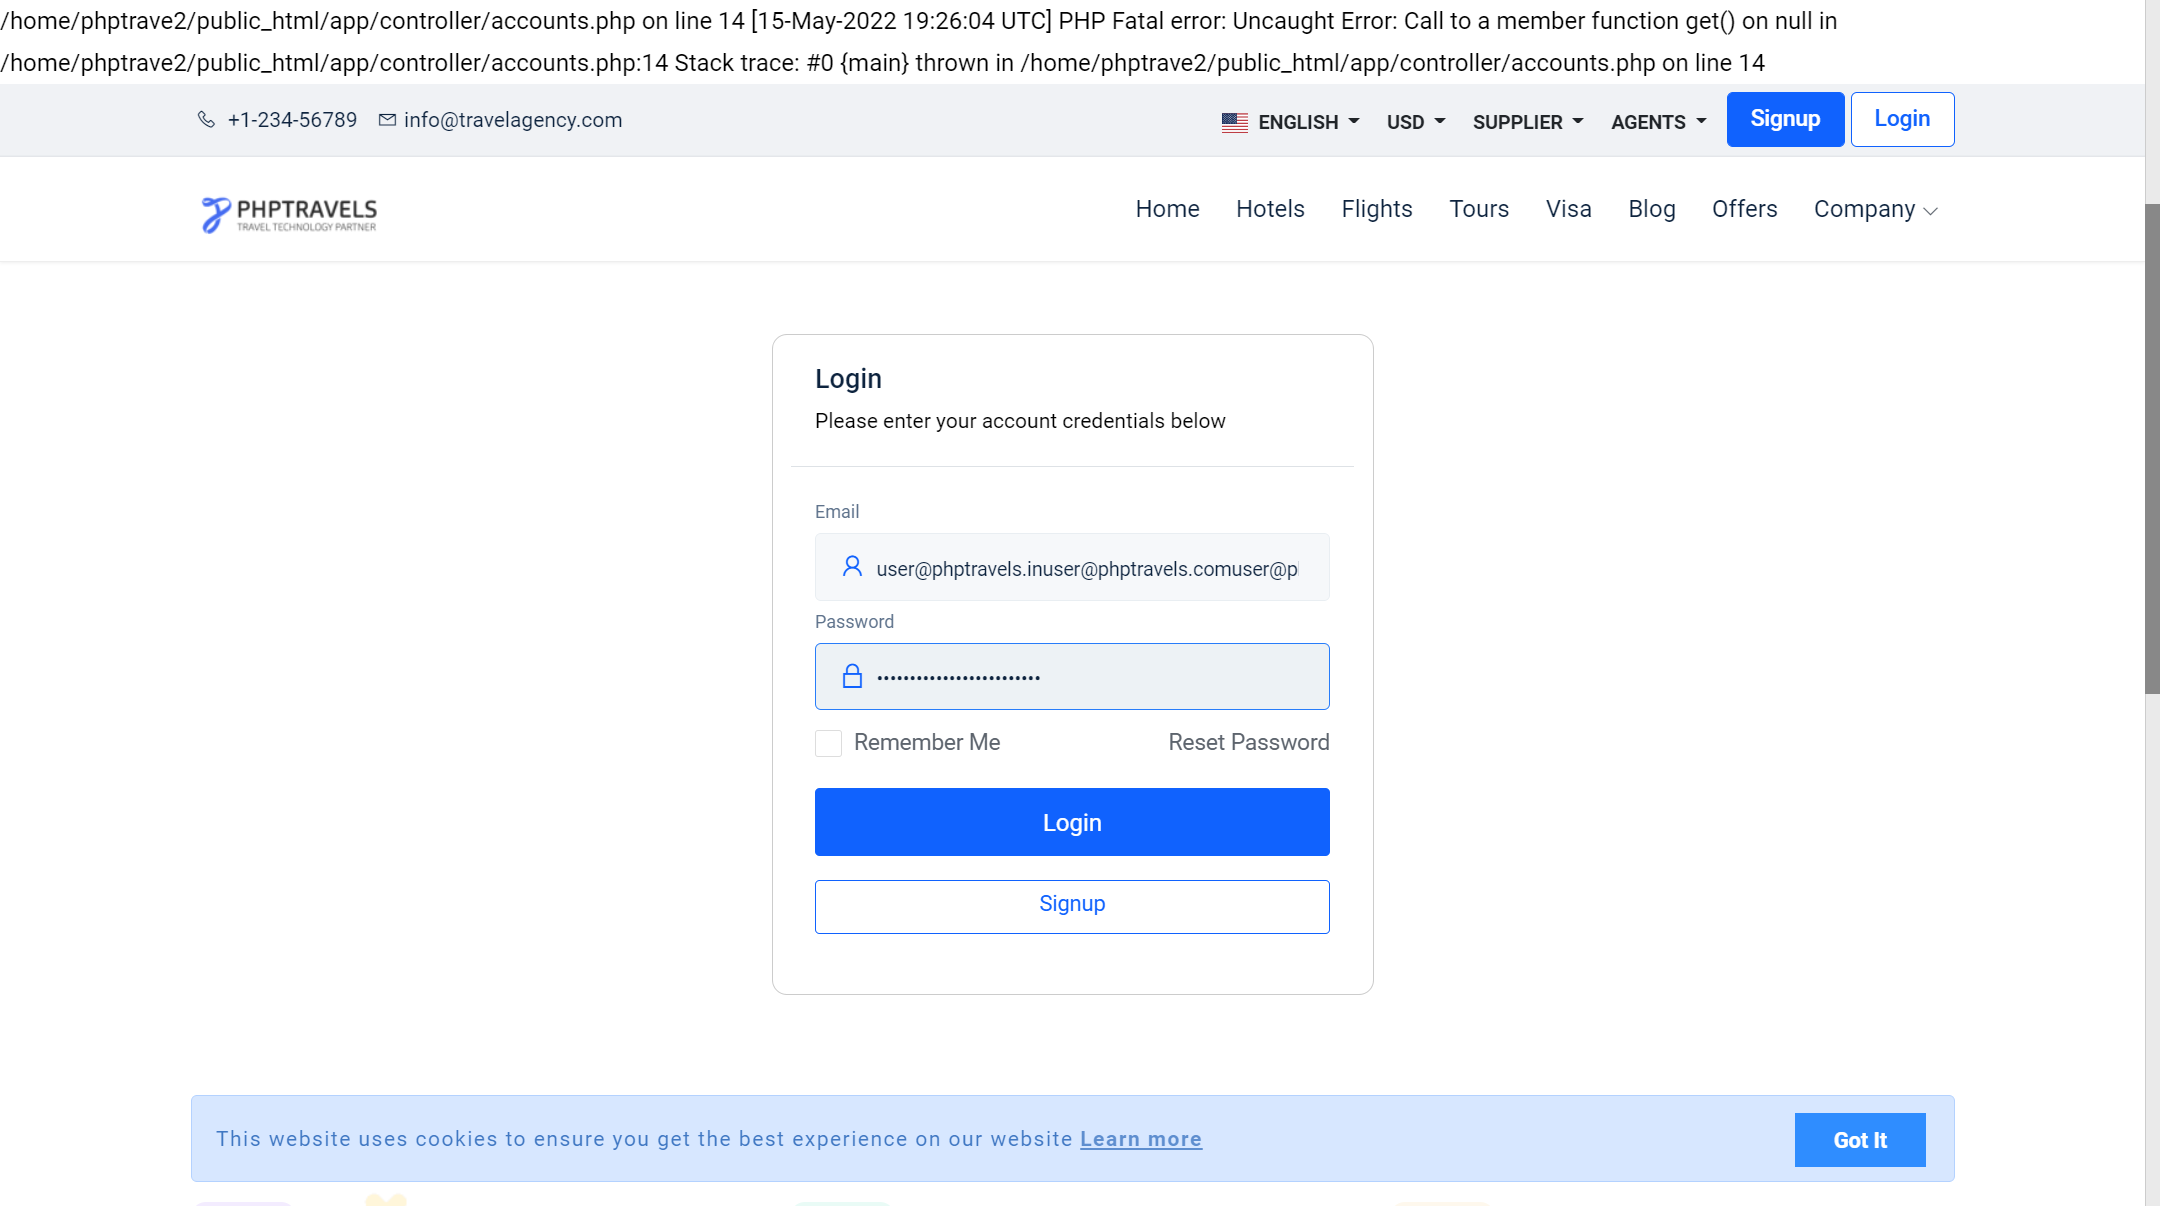 /home/phptrave2/public_html/app/controller/accounts.php on line 14 [15-May-2022 19:26:04 UTC] PHP Fatal error: Uncaught Error: Call to a member function get() on null in
/home/phptrave2/public_html/app/controller/accounts.php:14 Stack trace: #0 {main} thrown in /home/phptrave2/public_html/app/controller/accounts.php on line 14
+1-234-56789 info@travelagency.com ENGLISH USD SUPPLIER AGENTS Signup Login
PHPTRAVELS
TRAVEL TECHNOLOGY PARTNER
Home Hotels Flights Tours Visa Blog Offers Company
Login
Please enter your account credentials below
Email
user@phptravels.inuser@phptravels.comuser@p
Password
Remember Me Reset Password
Login
Signup
This website uses cookies to ensure you get the best experience on our website Learn more Got It